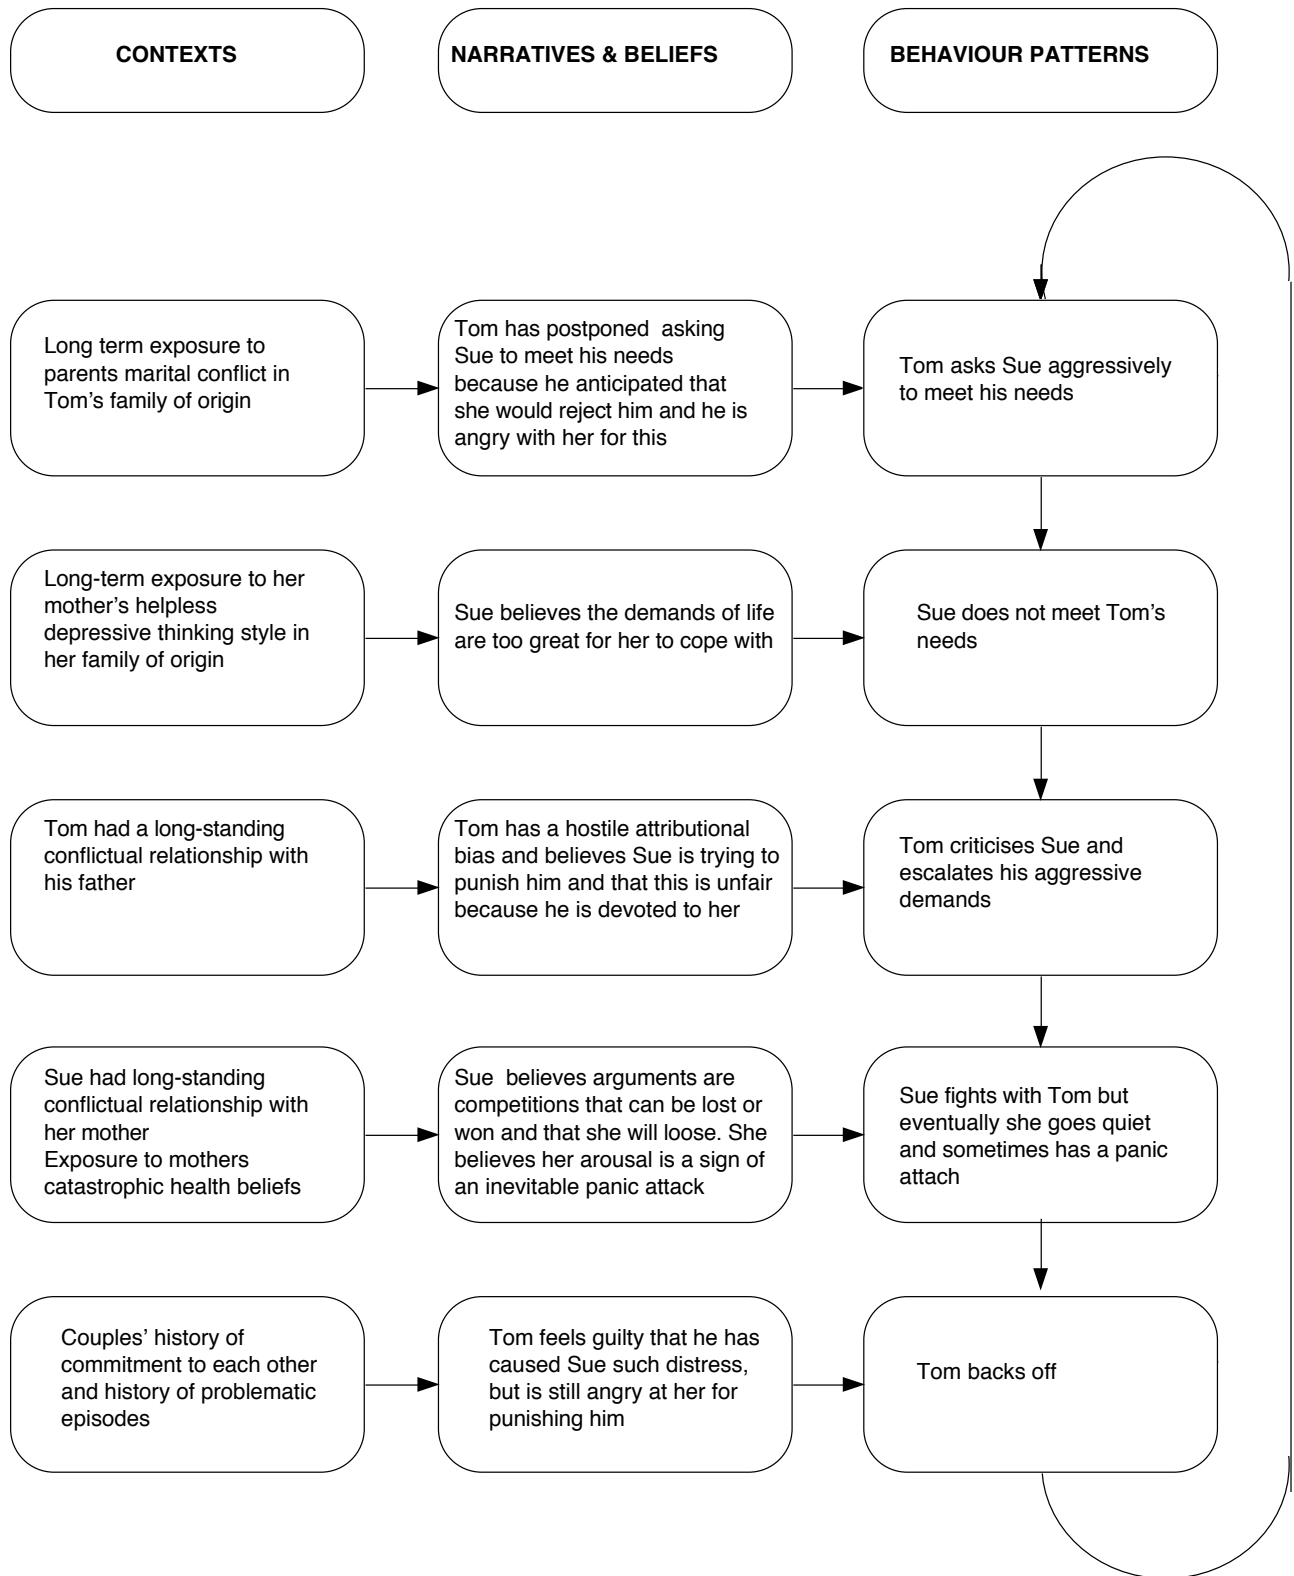 CONTEXTS
NARRATIVES & BELIEFS
BEHAVIOUR PATTERNS
Long term exposure to
parents marital conflict in
Tom's family of origin
Tom has postponed  asking
Sue to meet his needs
because he anticipated that
she would reject him and he is
angry with her for this
Tom asks Sue aggressively
to meet his needs
Long-term exposure to her
mother's helpless
depressive thinking style in
her family of origin
Sue believes the demands of life
are too great for her to cope with
Sue does not meet Tom's
needs
Tom had a long-standing
conflictual relationship with
his father
Tom has a hostile attributional
bias and believes Sue is trying to
punish him and that this is unfair
because he is devoted to her
Tom criticises Sue and
escalates his aggressive
demands
Sue had long-standing
conflictual relationship with
her mother
Exposure to mothers
catastrophic health beliefs
Sue  believes arguments are
competitions that can be lost or
won and that she will loose. She
believes her arousal is a sign of
an inevitable panic attack
Sue fights with Tom but
eventually she goes quiet
and sometimes has a panic
attach
Couples' history of
commitment to each other
and history of problematic
episodes
Tom feels guilty that he has
caused Sue such distress,
but is still angry at her for
punishing him
Tom backs off